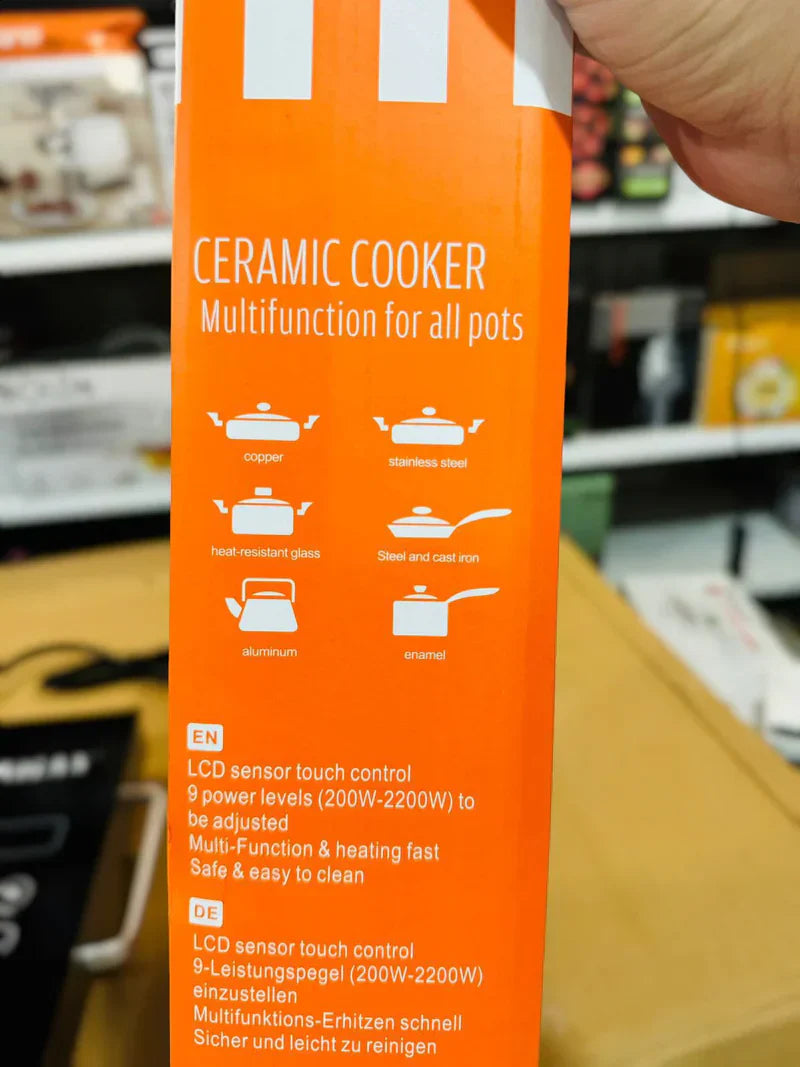 CERAMIC COOKER
Multifunction for all pots
copper
stainless steel
heat-resistant glass
Steel and cast iron
aluminum
enamel
EN
LCD sensor touch control
9 power levels (200W-2200W) to
be adjusted
Multi-Function & heating fast
Safe & easy to clean
DE
LCD sensor touch control
9-Leistungspegel (200W-2200W)
einzustellen
Multifunktions-Erhitzen schnell
Sicher und leicht zu reinigen